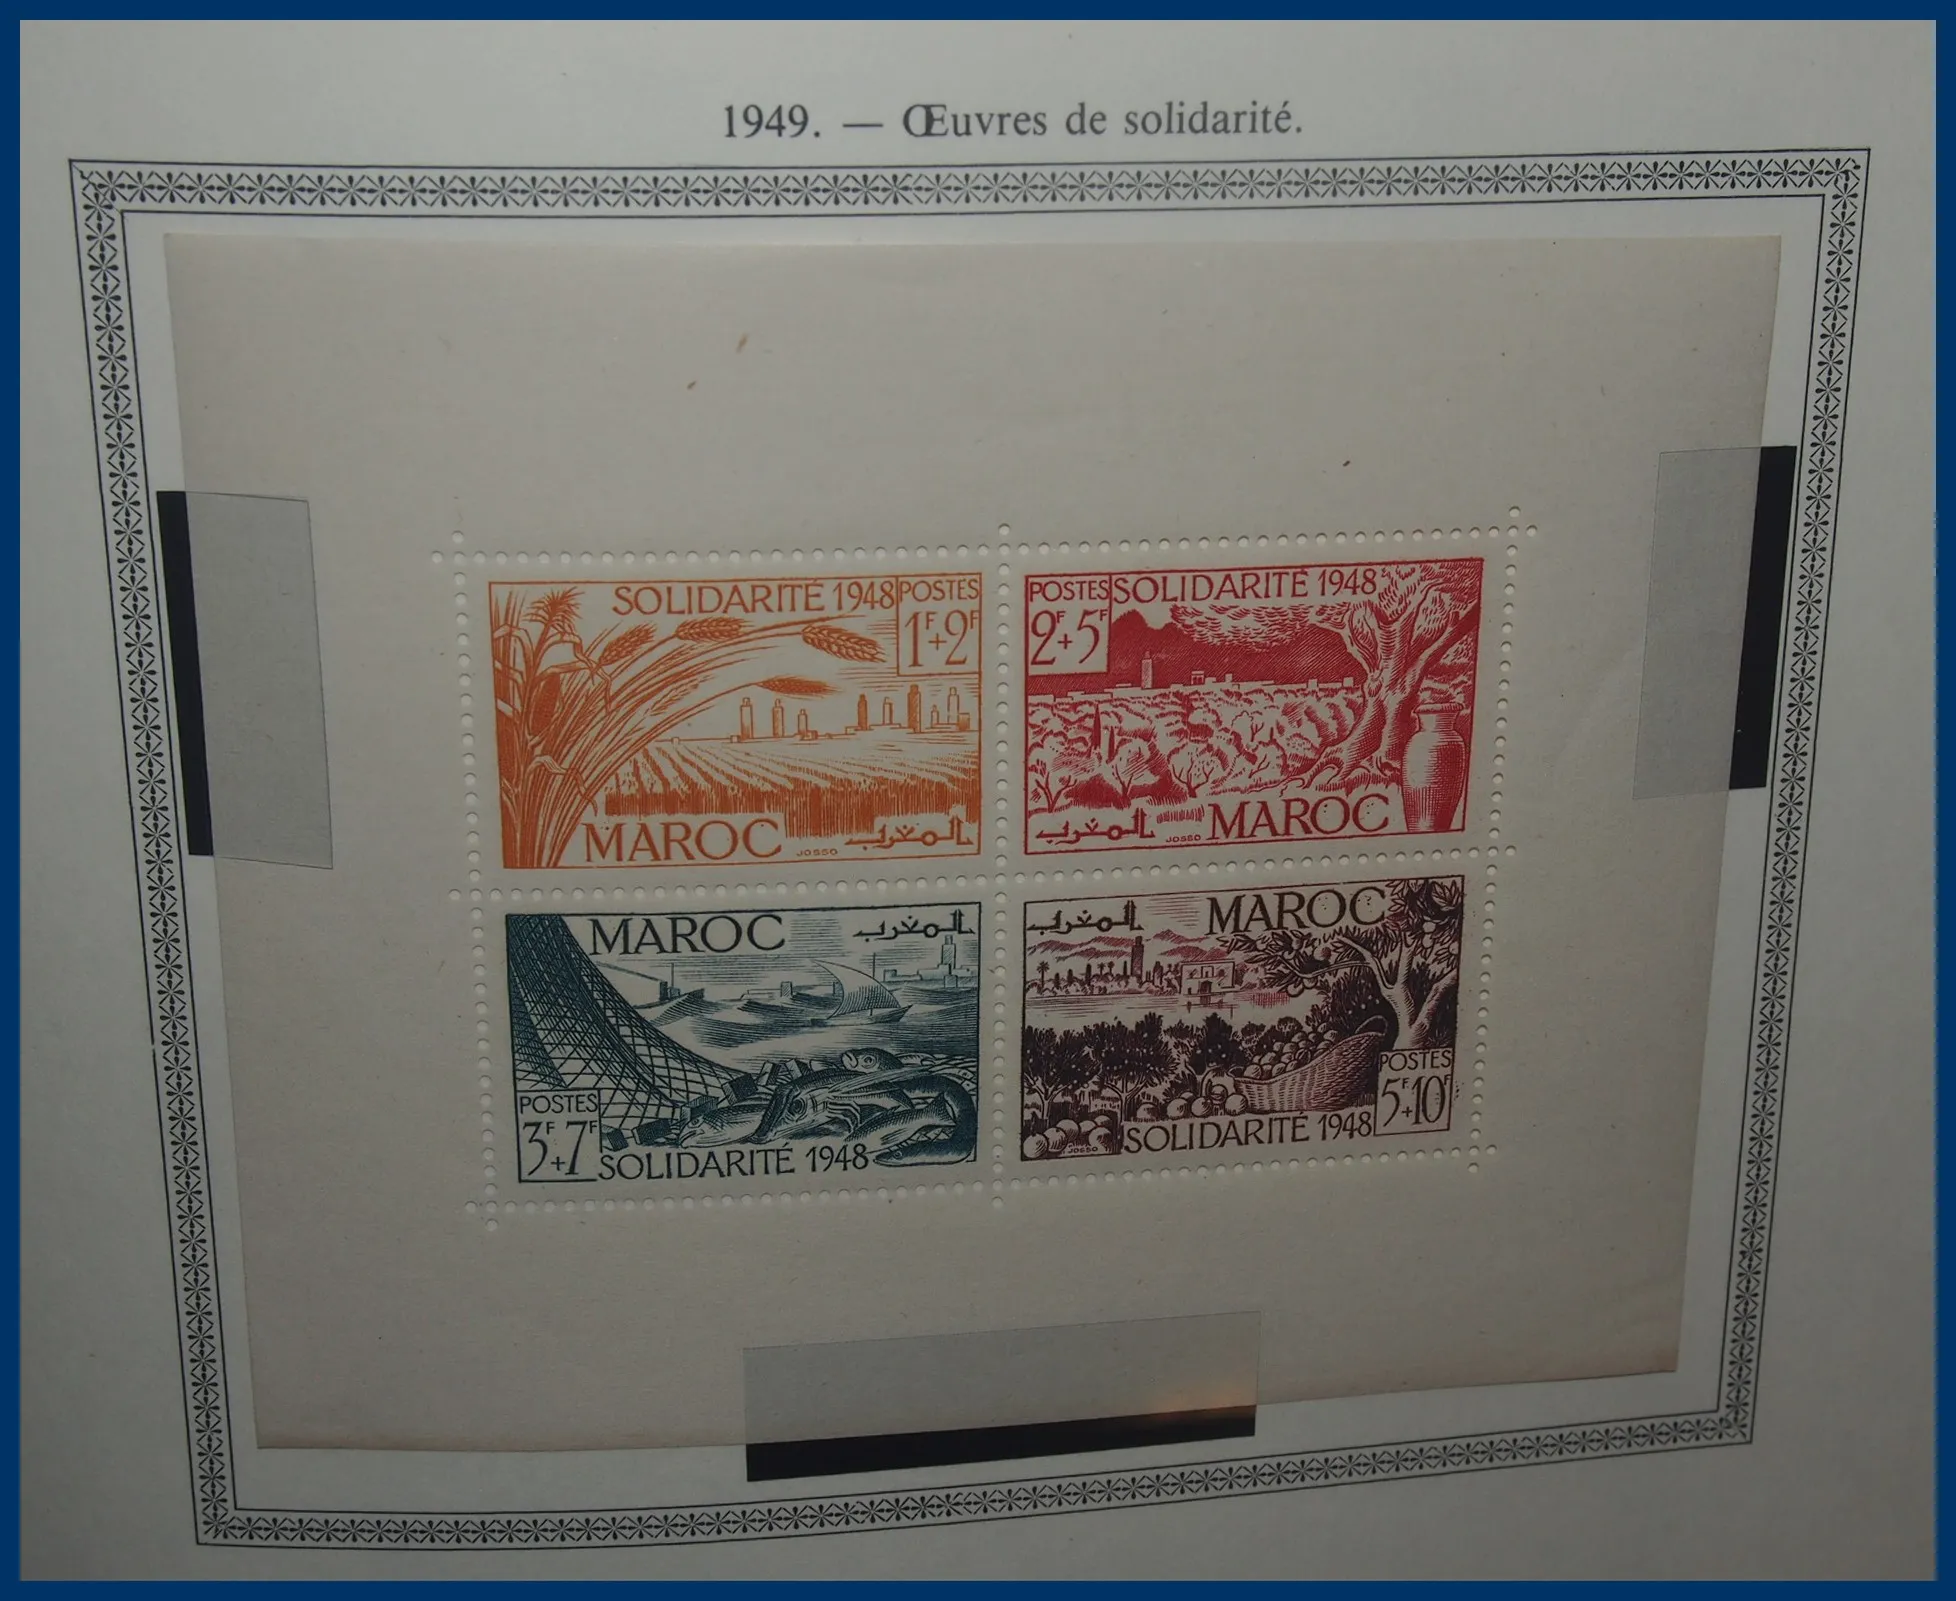 1949. — Œuvres de solidarité.
SOLIDARITÉ 1948 POSTES
1F+2F
MAROC JOSSO المغرب
POSTES SOLIDARITÉ 1948
2F+5F
المغرب JOSSO MAROC
MAROC المغرب
POSTES
3F+7F
SOLIDARITÉ 1948
المغرب MAROC
POSTES
5F+10F
JOSSO SOLIDARITÉ 1948